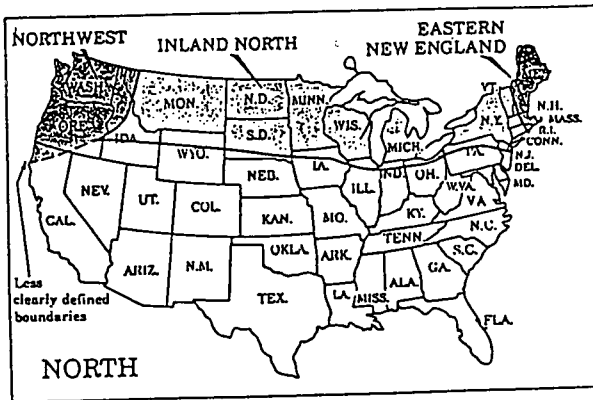 NORTHWEST
INLAND NORTH
EASTERN
NEW ENGLAND
WASH.
MON.
N.D.
MINN.
VT.
N.H.
MASS.
R.I.
CONN.
ORE.
IDA.
WYO.
S.D.
WIS.
MICH.
N.Y.
N.J.
DEL.
MD.
NEV.
UT.
COL.
NEB.
IA.
ILL.
IND.
OH.
PA.
W.VA.
VA
CAL.
KAN.
MO.
KY.
N.C.
TENN.
ARIZ.
N.M.
OKLA.
ARK.
S.C.
TEX.
LA.
MISS.
ALA.
GA.
FLA.
Less
clearly defined
boundaries
NORTH